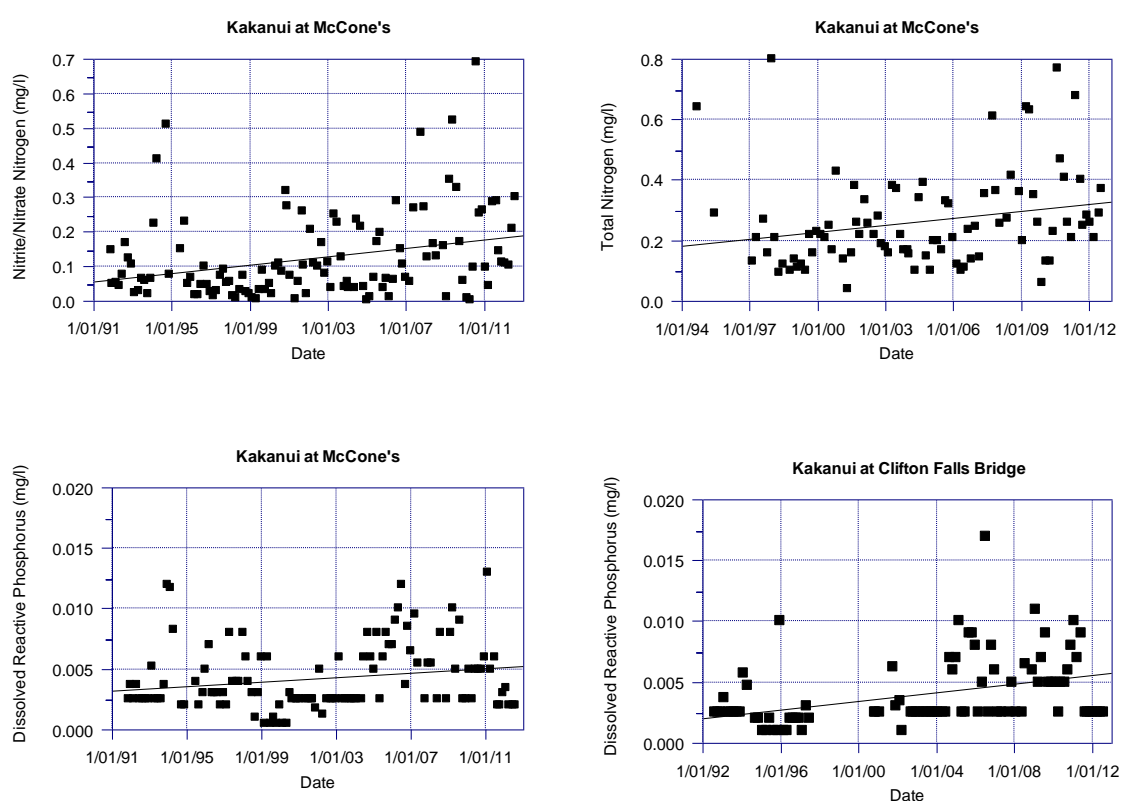 Kakanui at McCone's
Nitrite/Nitrate Nitrogen (mg/l)
0.7
0.6
0.5
0.4
0.3
0.2
0.1
0.0
1/01/91 1/01/95 1/01/99 1/01/03 1/01/07 1/01/11
Date
Kakanui at McCone's
Total Nitrogen (mg/l)
0.8
0.6
0.4
0.2
0.0
1/01/94 1/01/97 1/01/00 1/01/03 1/01/06 1/01/09 1/01/12
Date
Kakanui at McCone's
Dissolved Reactive Phosphorus (mg/l)
0.020
0.015
0.010
0.005
0.000
1/01/91 1/01/95 1/01/99 1/01/03 1/01/07 1/01/11
Date
Kakanui at Clifton Falls Bridge
Dissolved Reactive Phosphorus (mg/l)
0.020
0.015
0.010
0.005
0.000
1/01/92 1/01/96 1/01/00 1/01/04 1/01/08 1/01/12
Date